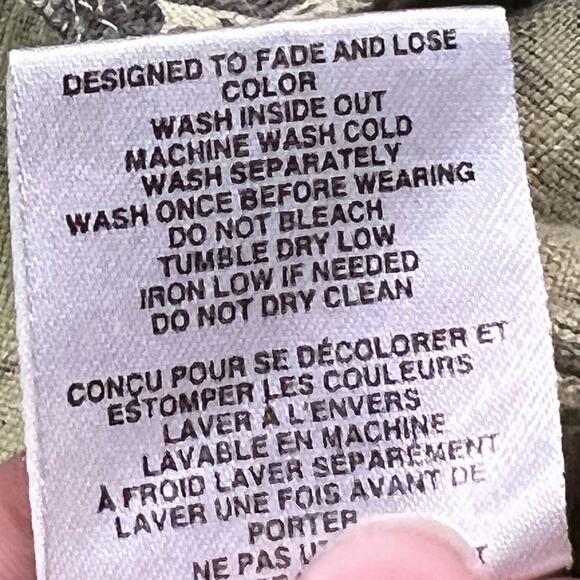 DESIGNED TO FADE AND LOSE
COLOR
WASH INSIDE OUT
MACHINE WASH COLD
WASH SEPARATELY
WASH ONCE BEFORE WEARING
DO NOT BLEACH
TUMBLE DRY LOW
IRON LOW IF NEEDED
DO NOT DRY CLEAN
CONÇU POUR SE DÉCOLORER ET
ESTOMPER LES COULEURS
LAVER À L'ENVERS
LAVABLE EN MACHINE
À FROID LAVER SEPARÉMENT
LAVER UNE FOIS AVANT DE
PORTER
NE PAS